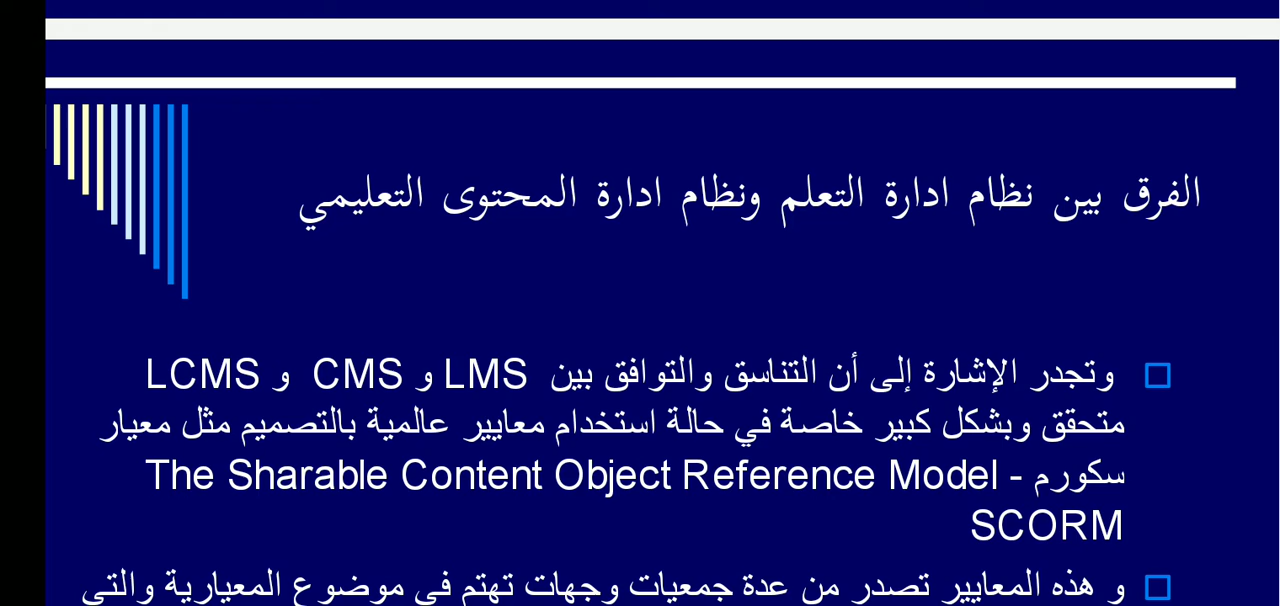 الفرق بين نظام ادارة التعلم ونظام ادارة المحتوى التعليمي
وتجدر الإشارة إلى أن التناسق والتوافق بين LMS و CMS و LCMS
متحقق وبشكل كبير خاصة في حالة استخدام معايير عالمية بالتصميم مثل معيار
سكورم - The Sharable Content Object Reference Model
SCORM
و هذه المعايير تصدر من عدة جمعيات وجهات تهتم في موضوع المعيارية والتي